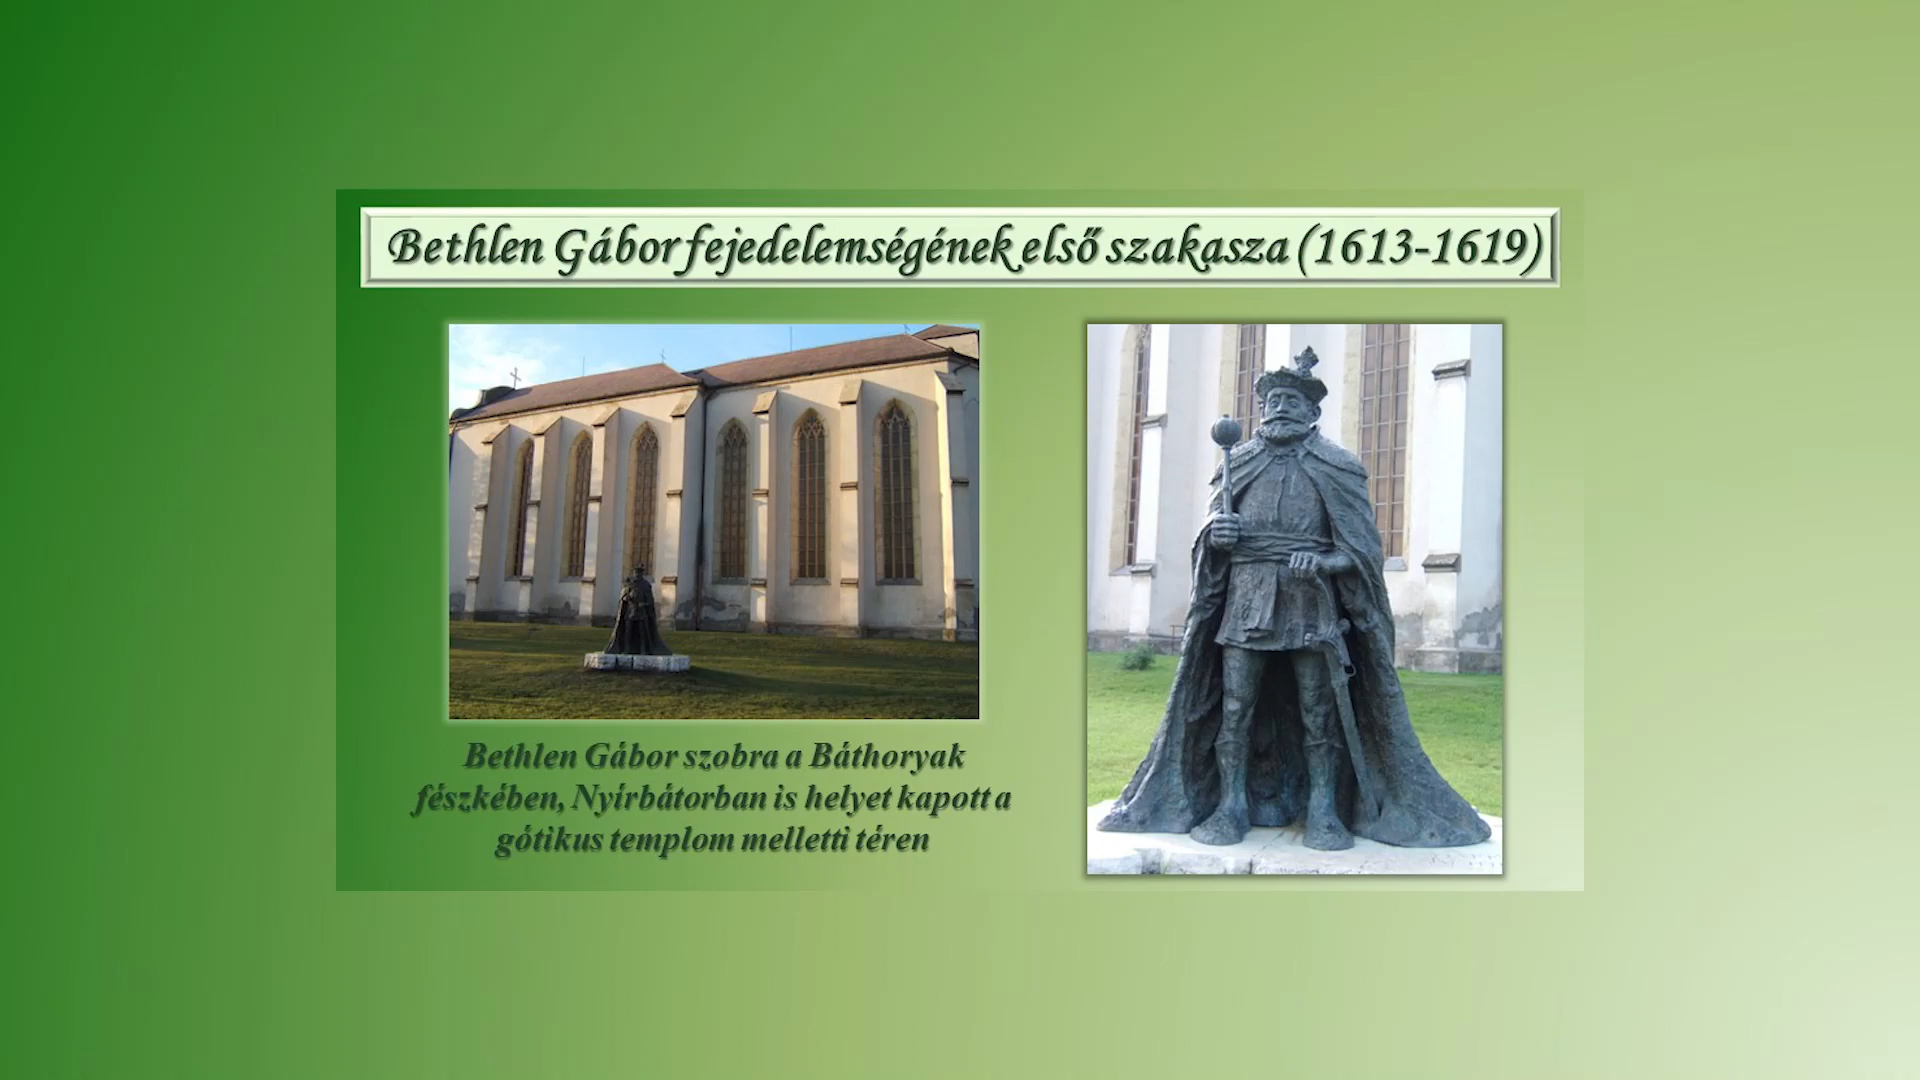 Bethlen Gábor fejedelemségének első szakasza (1613-1619)
Bethlen Gábor szobra a Báthoryak
fészkében, Nyírbátorban is helyet kapott a
gótikus templom melletti téren